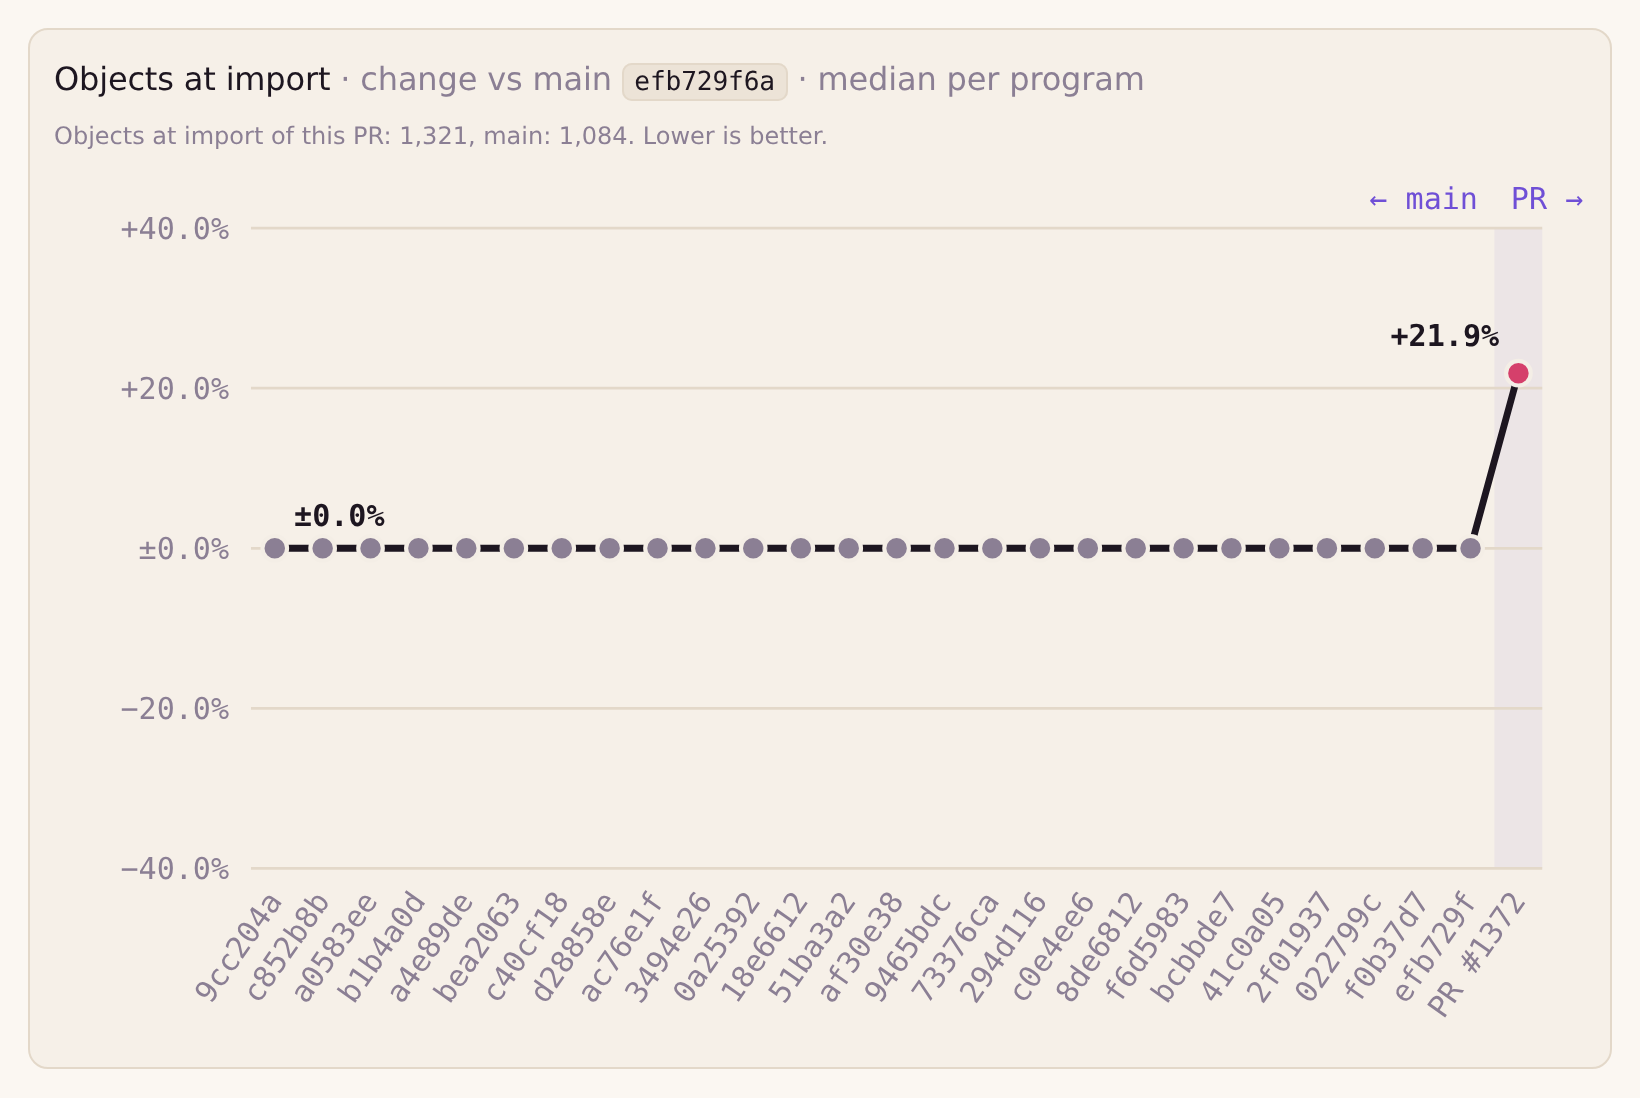 Objects at import · change vs main efb729f6a · median per program
Objects at import of this PR: 1,321, main: 1,084. Lower is better.
← main PR →
+40.0%
+21.9%
+20.0%
±0.0%
±0.0%
−20.0%
−40.0%
9cc204a
c852b8b
a0583ee
b1b4a0d
a4e89de
bea2063
c40cf18
d28858e
ac76e1f
3494e26
0a25392
18e6612
51ba3a2
af30e38
9465bdc
73376ca
294d116
c0e4ee6
8de6812
f6d5983
bcbbde7
41c0a05
2f01937
022799c
f0b37d7
efb729f
PR #1372